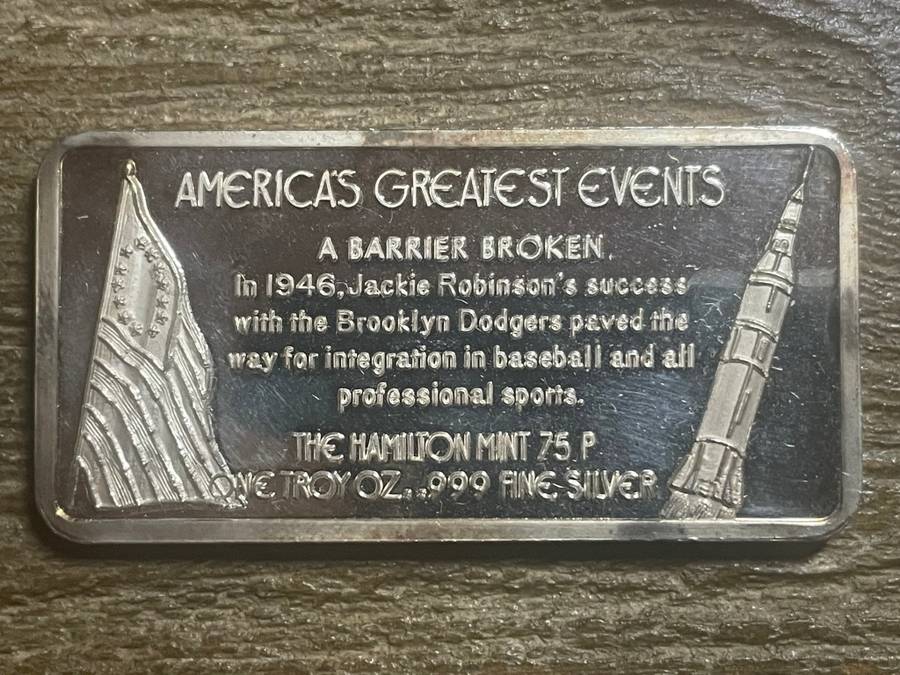 AMERICA'S GREATEST EVENTS
A BARRIER BROKEN.
In 1946, Jackie Robinson's success
with the Brooklyn Dodgers paved the
way for integration in baseball and all
professional sports.
THE HAMILTON MINT 75 P
ONE TROY OZ. .999 FINE SILVER